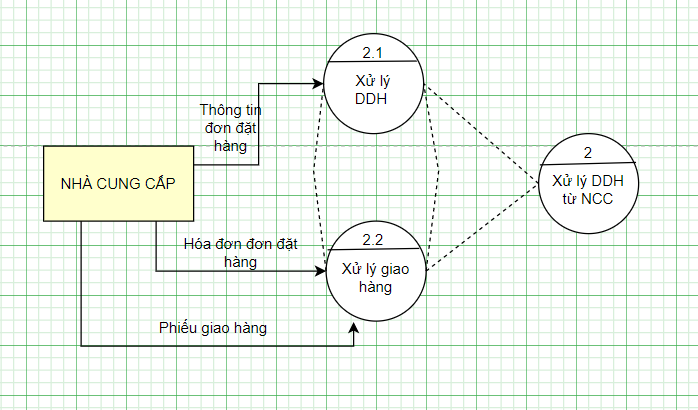 2.1
Xử lý
DDH
Thông tin
đơn đặt
hàng
2
Xử lý DDH
từ NCC
NHÀ CUNG CẤP
2.2
Xử lý giao
hàng
Hóa đơn đơn đặt
hàng
Phiếu giao hàng